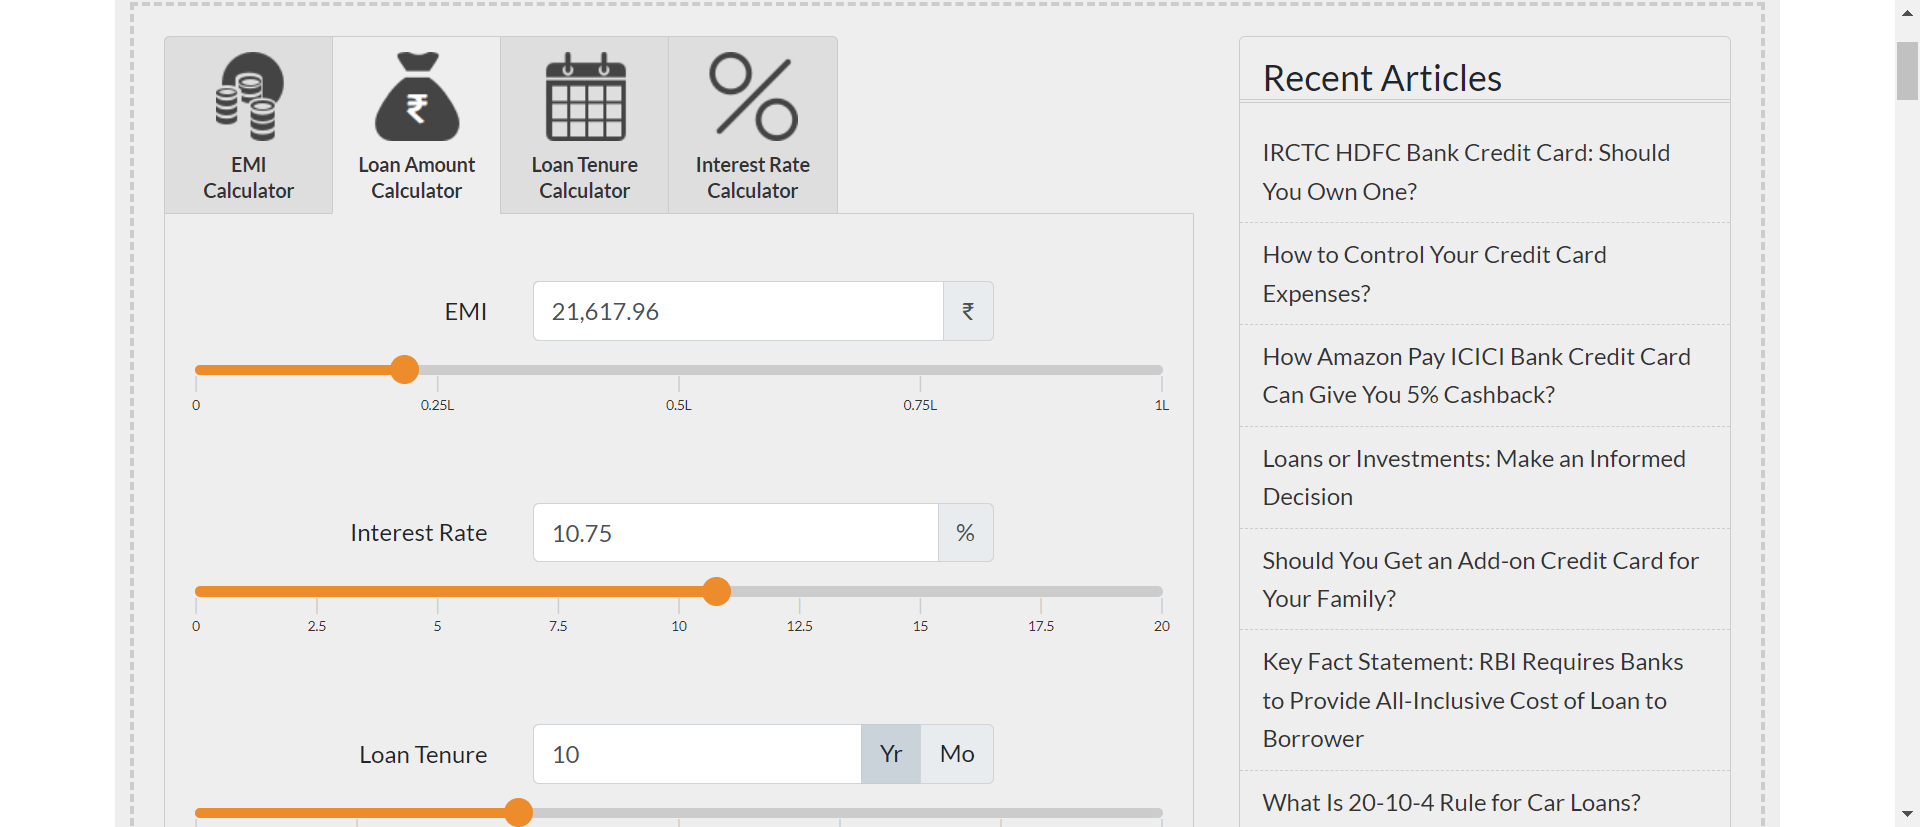 EMI
Calculator
Loan Amount
Calculator
Loan Tenure
Calculator
Interest Rate
Calculator
EMI
21,617.96
₹
0
0.25L
0.5L
0.75L
1L
Interest Rate
10.75
%
0
2.5
5
7.5
10
12.5
15
17.5
20
Loan Tenure
10
Yr
Mo
Recent Articles
IRCTC HDFC Bank Credit Card: Should
You Own One?
How to Control Your Credit Card
Expenses?
How Amazon Pay ICICI Bank Credit Card
Can Give You 5% Cashback?
Loans or Investments: Make an Informed
Decision
Should You Get an Add-on Credit Card for
Your Family?
Key Fact Statement: RBI Requires Banks
to Provide All-Inclusive Cost of Loan to
Borrower
What Is 20-10-4 Rule for Car Loans?